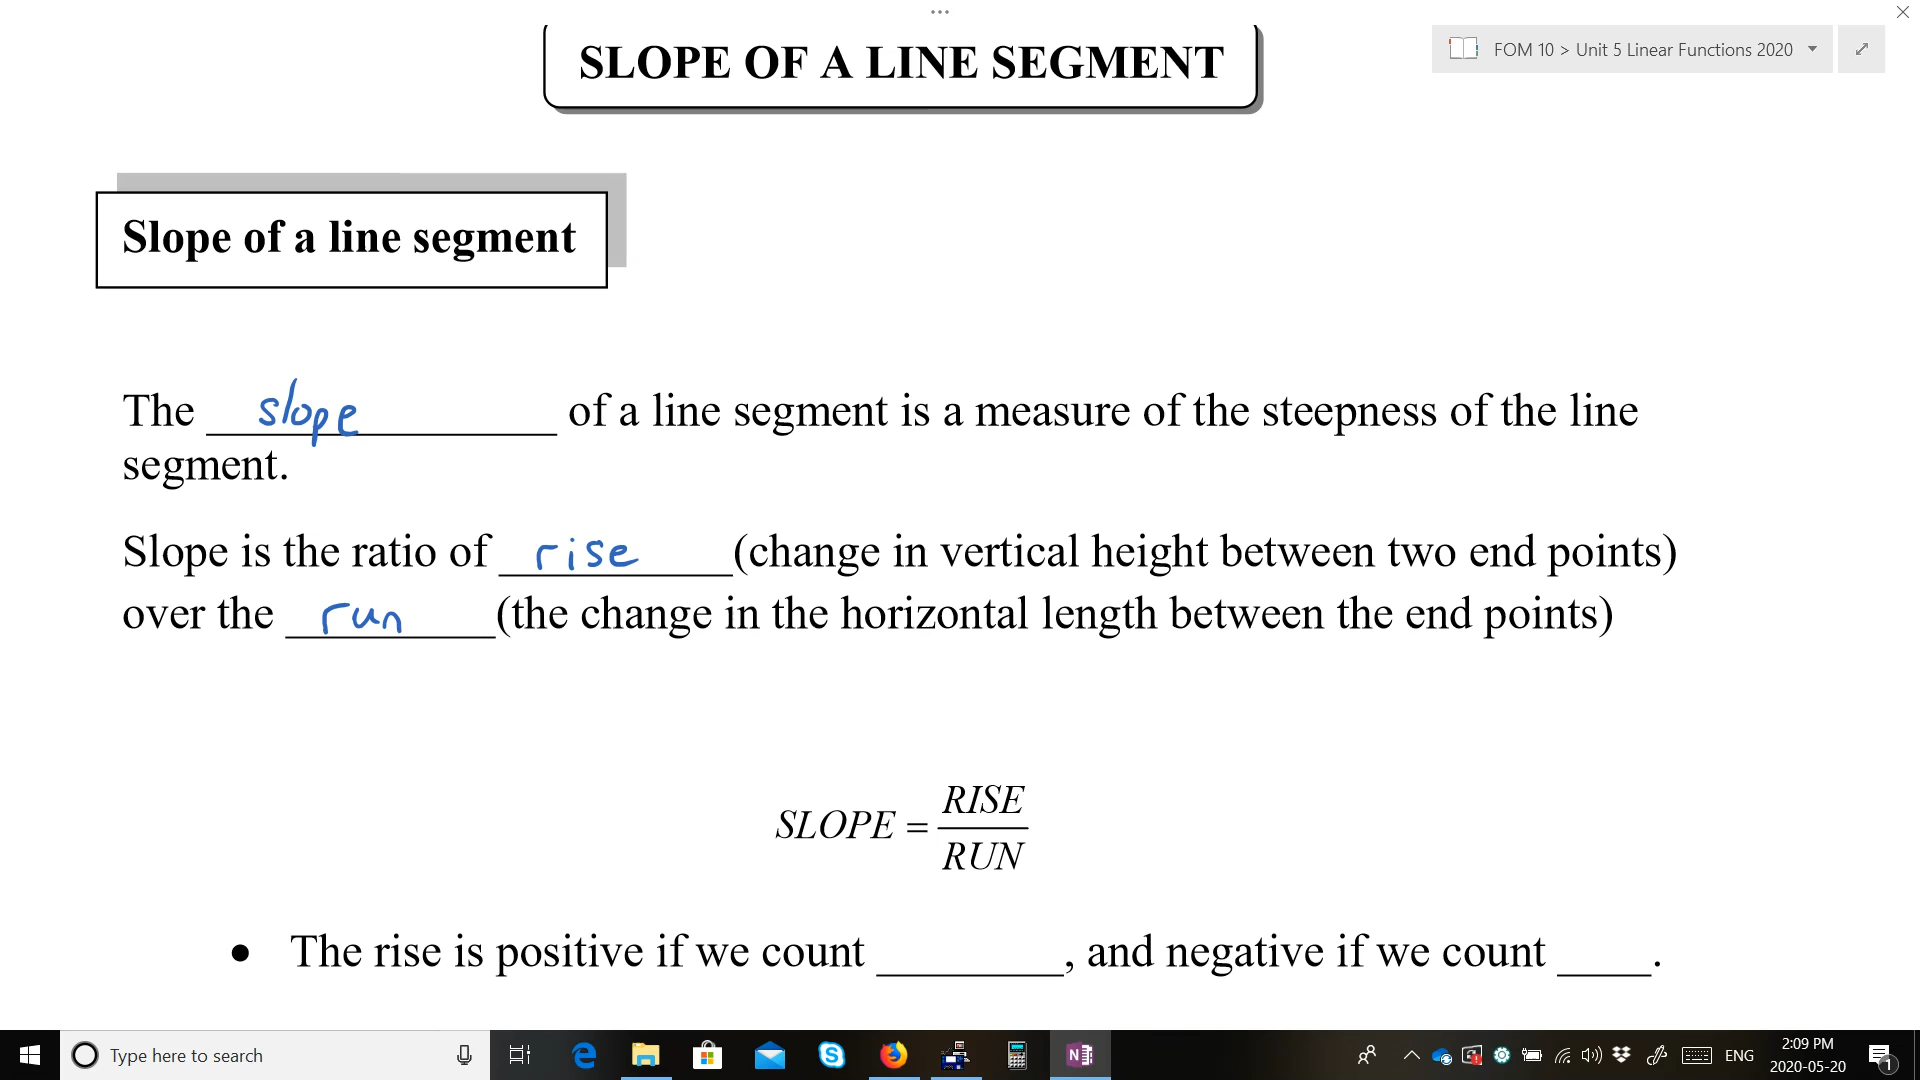 SLOPE OF A LINE SEGMENT
FOM 10 > Unit 5 Linear Functions 2020
Slope of a line segment
The slope of a line segment is a measure of the steepness of the line
segment.
Slope is the ratio of rise (change in vertical height between two end points)
over the run (the change in the horizontal length between the end points)
SLOPE = RISE
RUN
• The rise is positive if we count ________, and negative if we count ____.
Type here to search
ENG
2:09 PM
2020-05-20
1